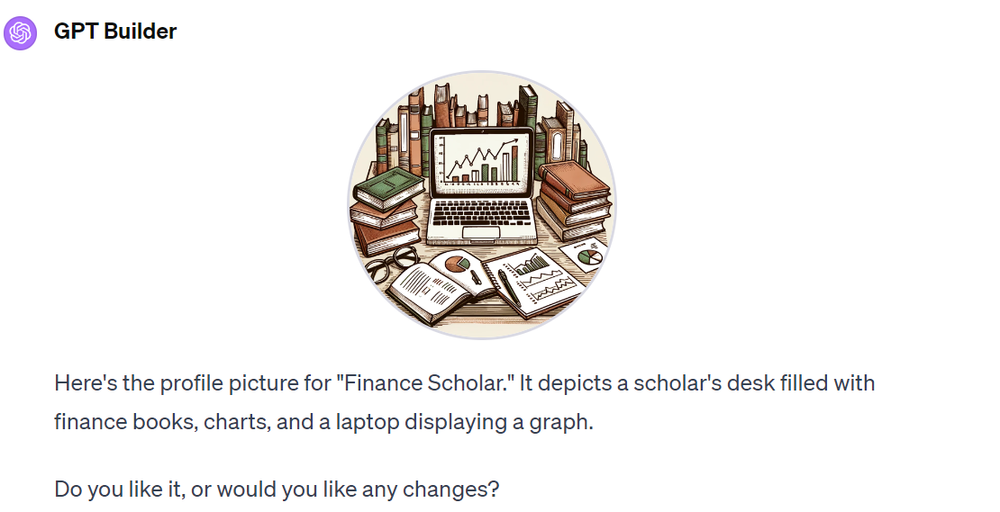 GPT Builder
Here's the profile picture for "Finance Scholar." It depicts a scholar's desk filled with
finance books, charts, and a laptop displaying a graph.
Do you like it, or would you like any changes?